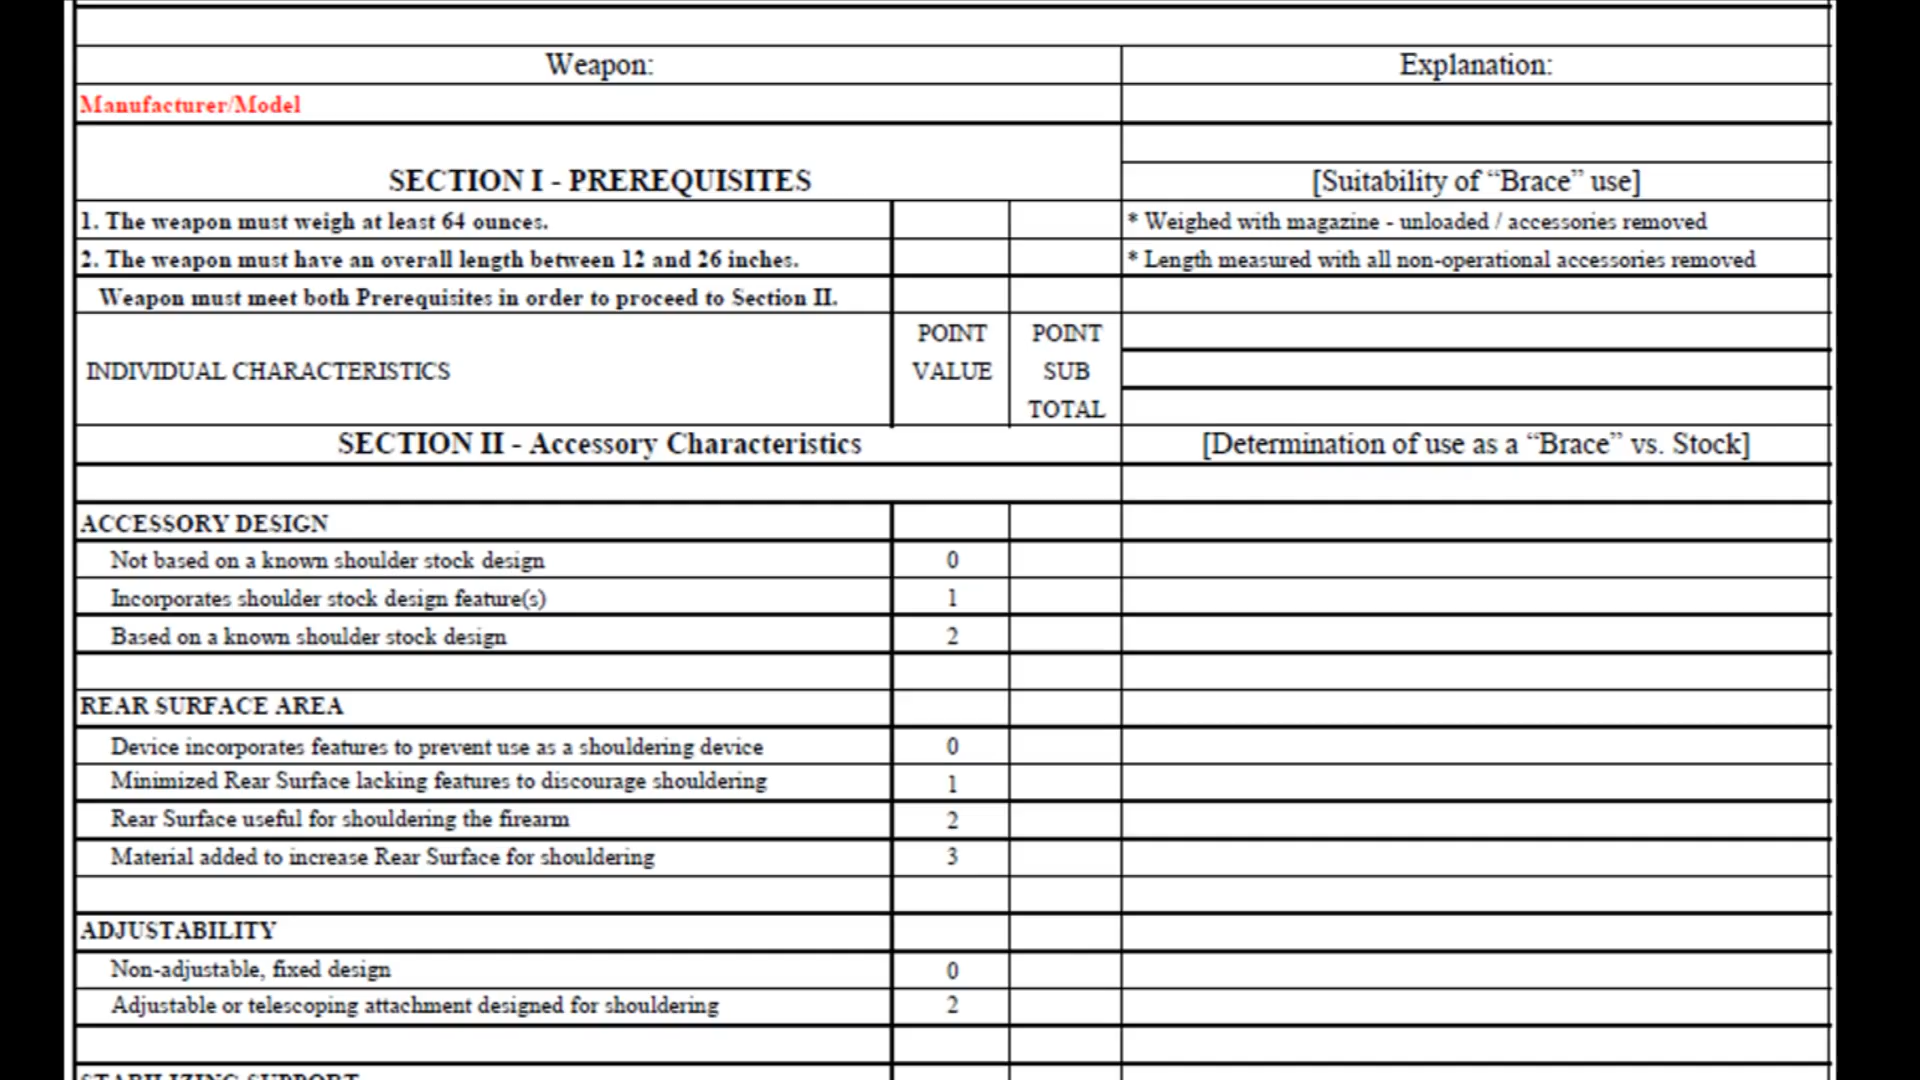 Weapon: Explanation:
Manufacturer/Model
SECTION I - PREREQUISITES [Suitability of “Brace” use]
1. The weapon must weigh at least 64 ounces. * Weighed with magazine - unloaded / accessories removed
2. The weapon must have an overall length between 12 and 26 inches. * Length measured with all non-operational accessories removed
Weapon must meet both Prerequisites in order to proceed to Section II.
INDIVIDUAL CHARACTERISTICS
POINT
VALUE
POINT
SUB
TOTAL
SECTION II - Accessory Characteristics [Determination of use as a “Brace” vs. Stock]
ACCESSORY DESIGN
Not based on a known shoulder stock design 0
Incorporates shoulder stock design feature(s) 1
Based on a known shoulder stock design 2
REAR SURFACE AREA
Device incorporates features to prevent use as a shouldering device 0
Minimized Rear Surface lacking features to discourage shouldering 1
Rear Surface useful for shouldering the firearm 2
Material added to increase Rear Surface for shouldering 3
ADJUSTABILITY
Non-adjustable, fixed design 0
Adjustable or telescoping attachment designed for shouldering 2
STABILIZING SUPPORT